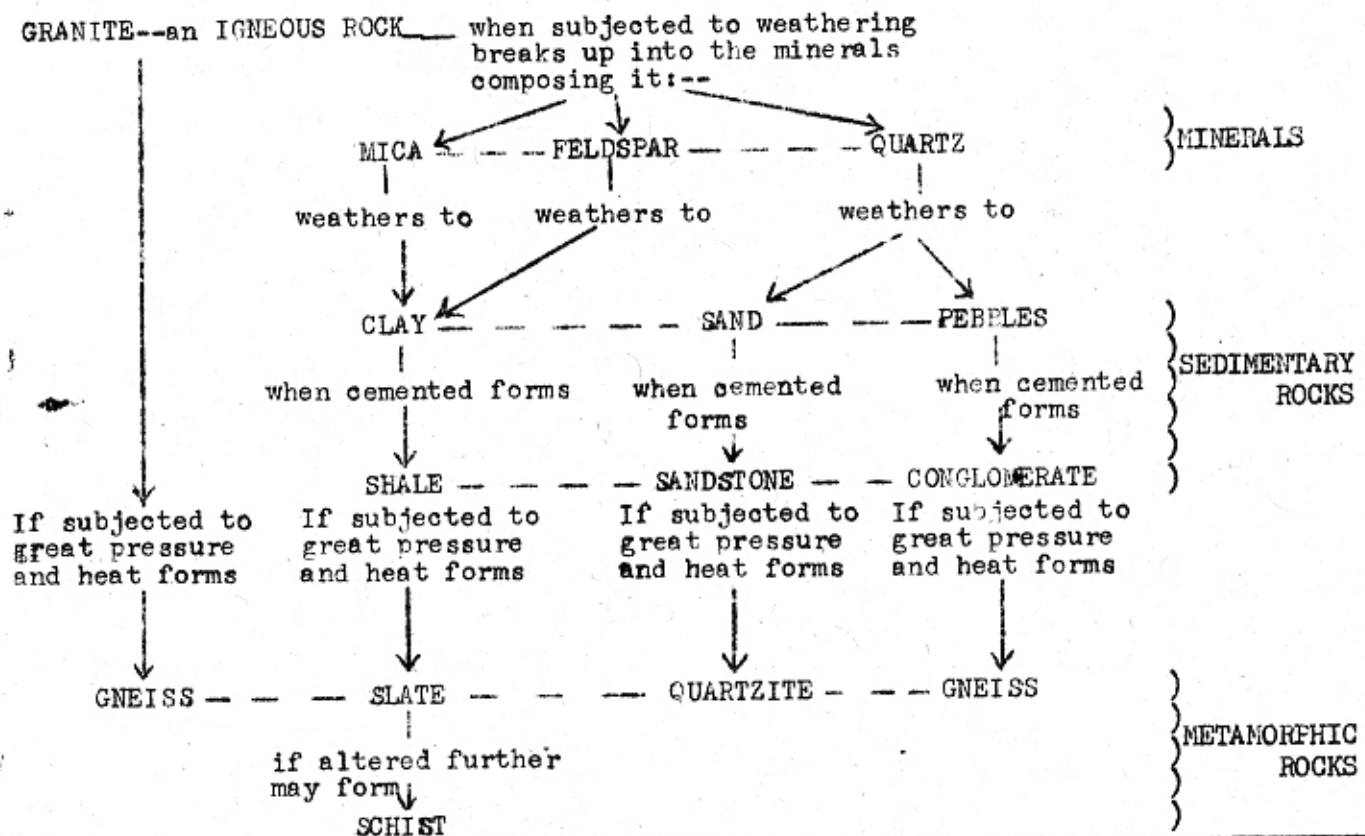 GRANITE--an IGNEOUS ROCK when subjected to weathering
breaks up into the minerals
composing it:--
MICA FELDSPAR QUARTZ MINERALS
weathers to weathers to weathers to
CLAY SAND PEBBLES
when cemented forms when cemented forms when cemented forms
SEDIMENTARY
ROCKS
SHALE SANDSTONE CONGLOMERATE
If subjected to
great pressure
and heat forms
If subjected to
great pressure
and heat forms
If subjected to
great pressure
and heat forms
If subjected to
great pressure
and heat forms
GNEISS SLATE QUARTZITE GNEISS
if altered further
may form
SCHIST
METAMORPHIC
ROCKS